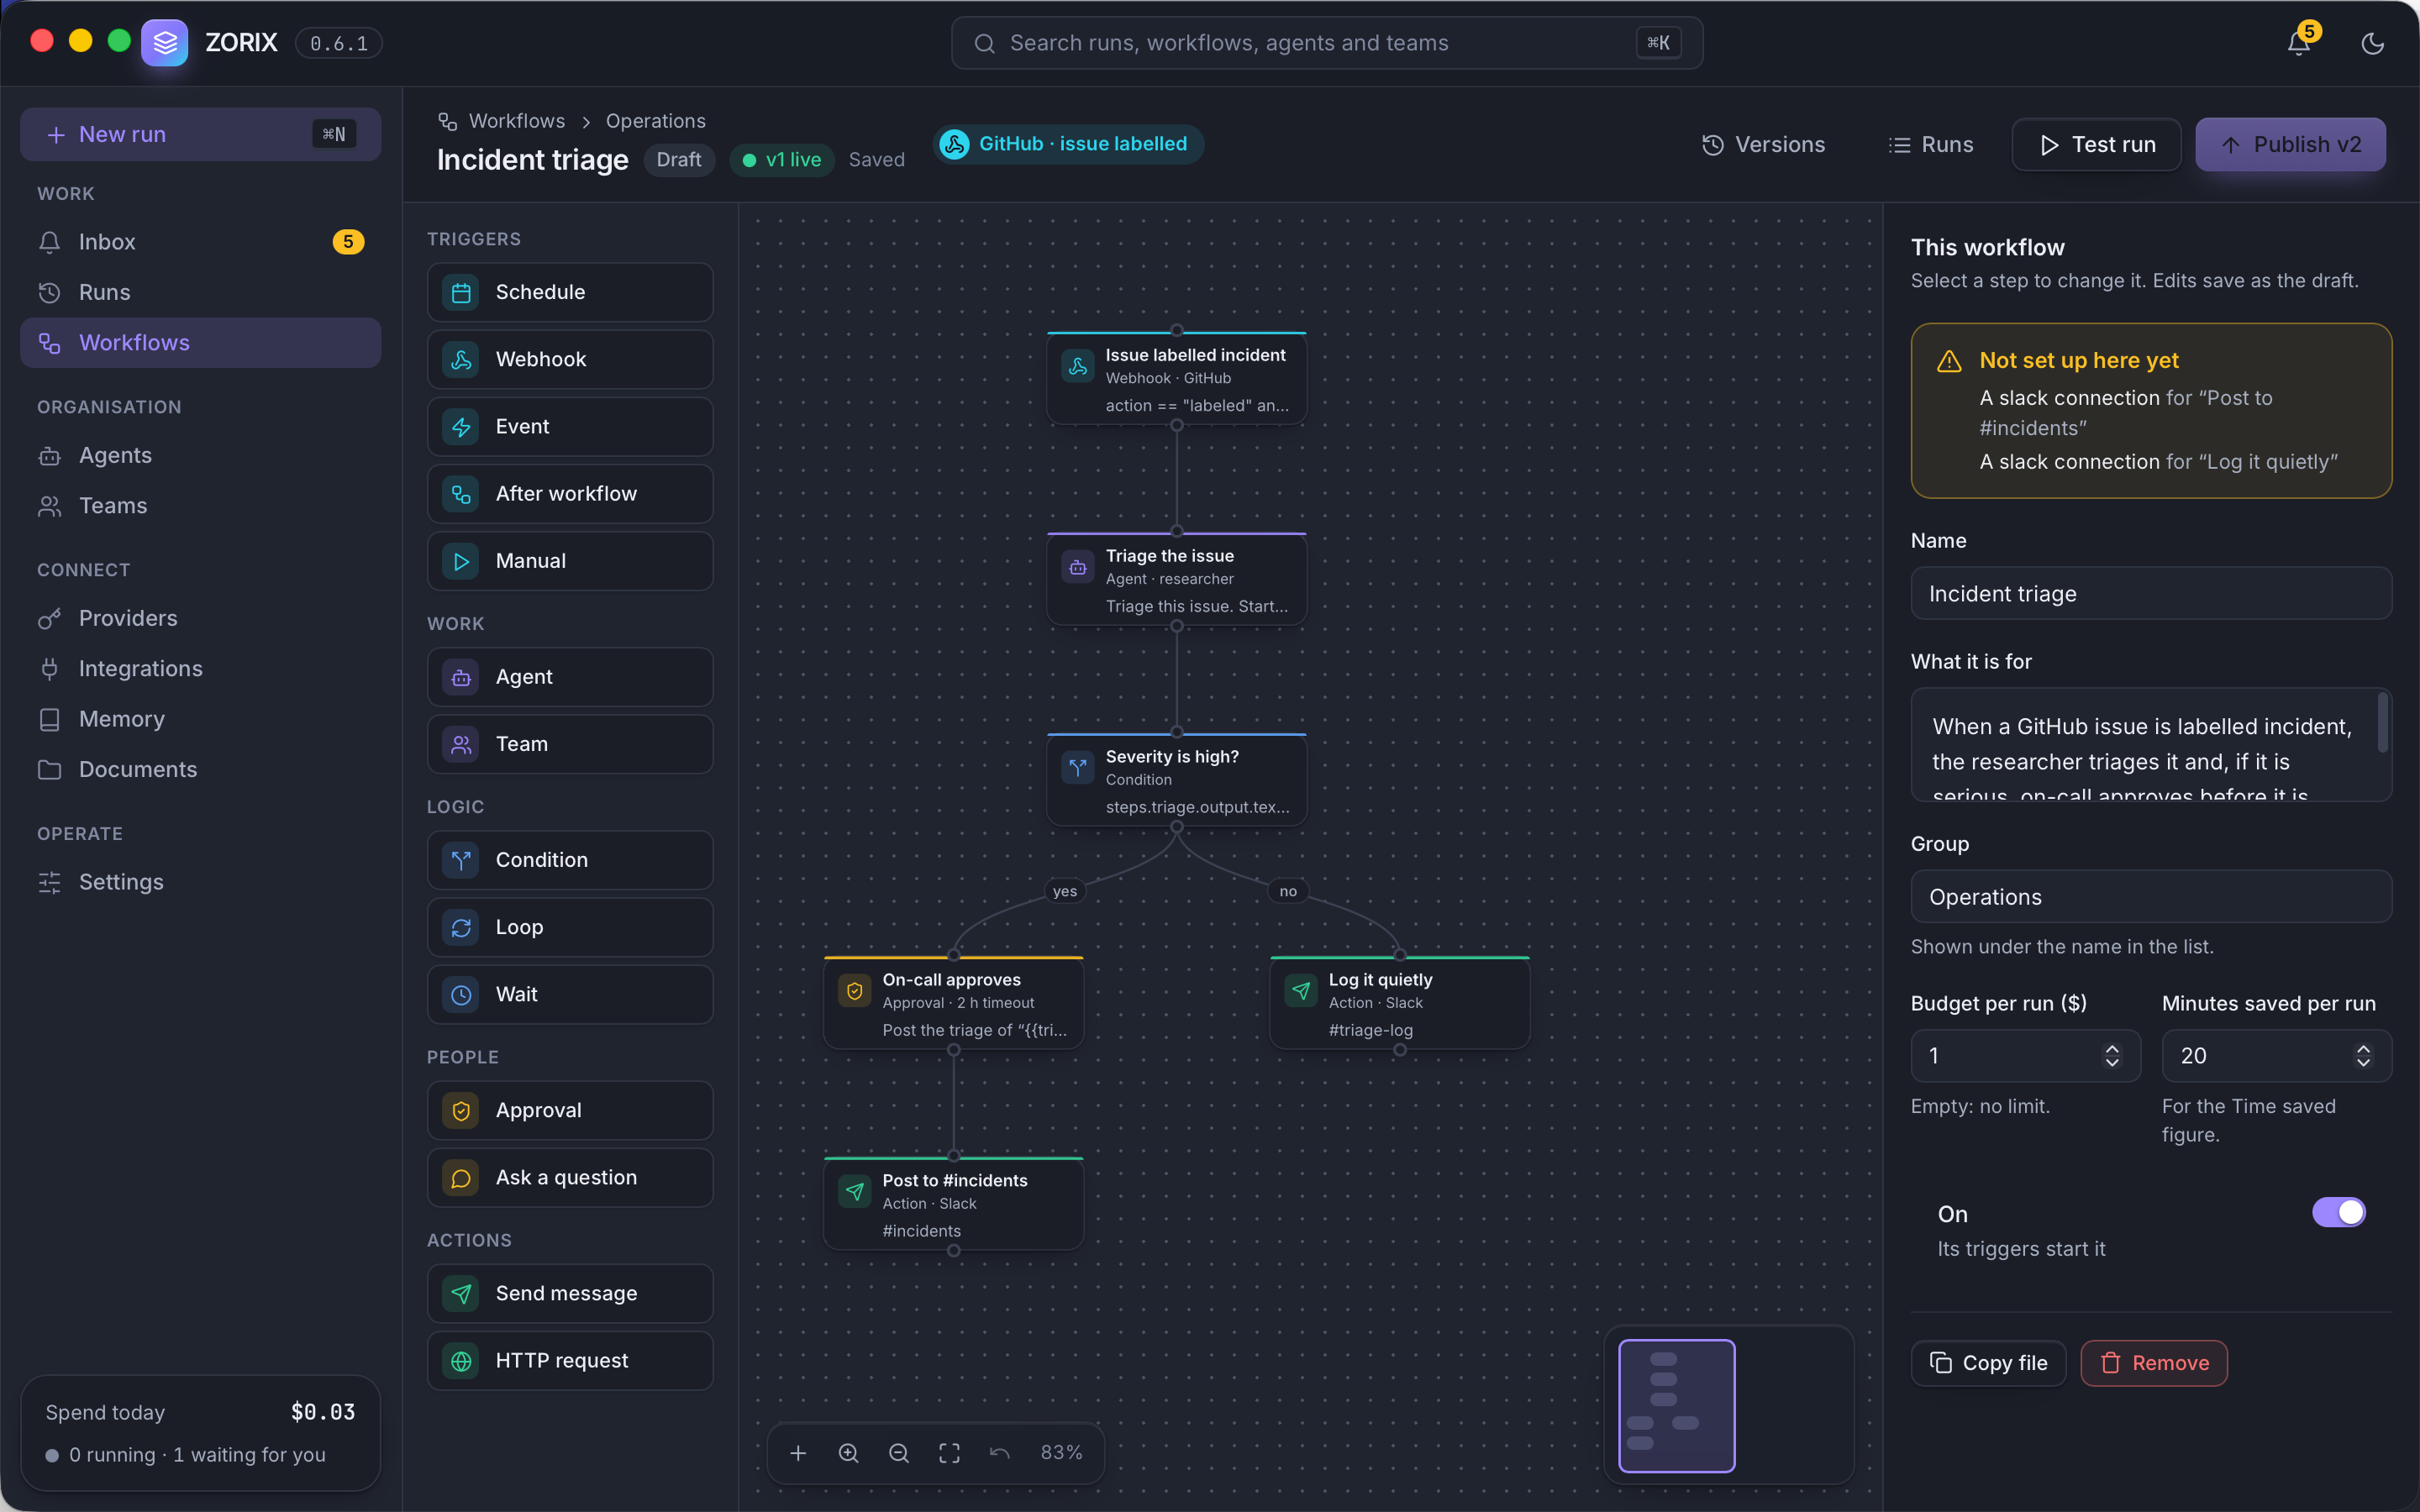 ZORIX 0.6.1
Search runs, workflows, agents and teams ⌘K
5
New run ⌘N
WORK
Inbox 5
Runs
Workflows
ORGANISATION
Agents
Teams
CONNECT
Providers
Integrations
Memory
Documents
OPERATE
Settings
Spend today $0.03
0 running · 1 waiting for you
Workflows > Operations
Incident triage Draft v1 live Saved
GitHub · issue labelled
Versions
Runs
Test run
Publish v2
TRIGGERS
Schedule
Webhook
Event
After workflow
Manual
WORK
Agent
Team
LOGIC
Condition
Loop
Wait
PEOPLE
Approval
Ask a question
ACTIONS
Send message
HTTP request
Issue labelled incident
Webhook · GitHub
action == "labeled" an...
Triage the issue
Agent · researcher
Triage this issue. Start...
Severity is high?
Condition
steps.triage.output.tex...
yes
no
On-call approves
Approval · 2 h timeout
Post the triage of “{{tri...
Log it quietly
Action · Slack
#triage-log
Post to #incidents
Action · Slack
#incidents
83%
This workflow
Select a step to change it. Edits save as the draft.
Not set up here yet
A slack connection for “Post to
#incidents”
A slack connection for “Log it quietly”
Name
Incident triage
What it is for
When a GitHub issue is labelled incident,
the researcher triages it and, if it is
serious, on-call approves before it is
Group
Operations
Shown under the name in the list.
Budget per run ($)
1
Empty: no limit.
Minutes saved per run
20
For the Time saved
figure.
On
Its triggers start it
Copy file
Remove